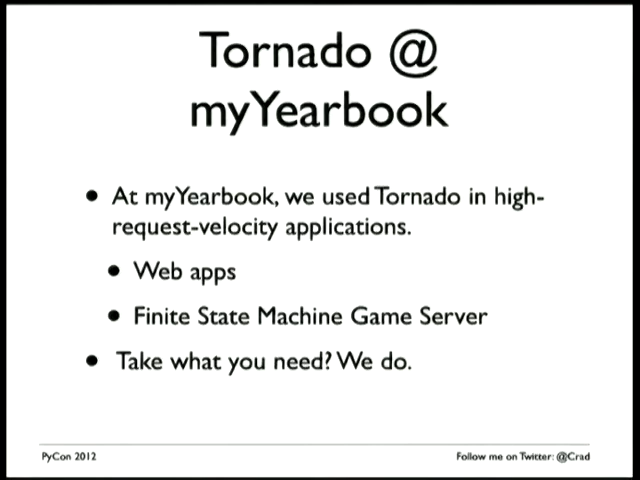 Tornado @
myYearbook
• At myYearbook, we used Tornado in high-
request-velocity applications.
• Web apps
• Finite State Machine Game Server
• Take what you need? We do.
PyCon 2012
Follow me on Twitter: @Crad